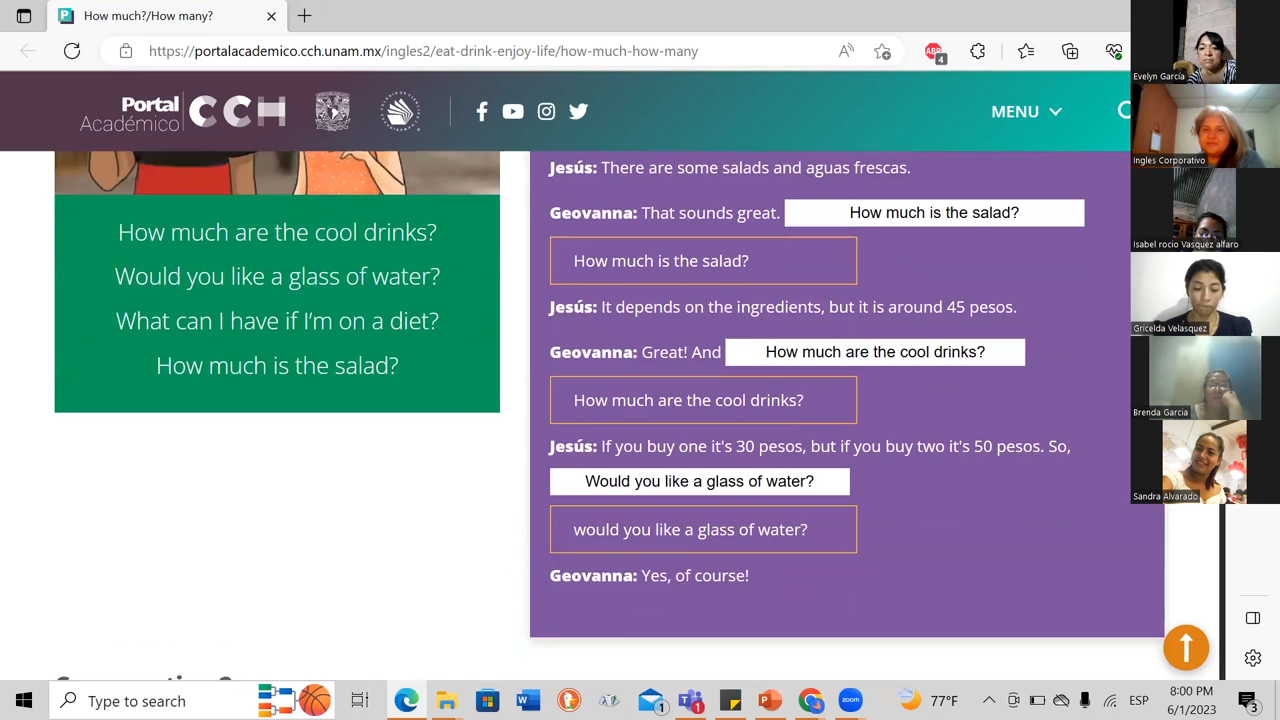 How much?/How many?
https://portalacademico.cch.unam.mx/ingles2/eat-drink-enjoy-life/how-much-how-many
4
Portal
Académico
CCH
MENU
How much are the cool drinks?
Would you like a glass of water?
What can I have if I’m on a diet?
How much is the salad?
Jesús: There are some salads and aguas frescas.
Geovanna: That sounds great. How much is the salad?
How much is the salad?
Jesús: It depends on the ingredients, but it is around 45 pesos.
Geovanna: Great! And How much are the cool drinks?
How much are the cool drinks?
Jesús: If you buy one it's 30 pesos, but if you buy two it's 50 pesos. So,
Would you like a glass of water?
would you like a glass of water?
Geovanna: Yes, of course!
Evelyn García
Ingles Corporativo
Isabel rocio Vasquez alfaro
Gricelda Velasquez
Brenda Garcia
Sandra Alvarado
Type to search
1
1
zoom
77°F
ESP
8:00 PM
6/1/2023
3